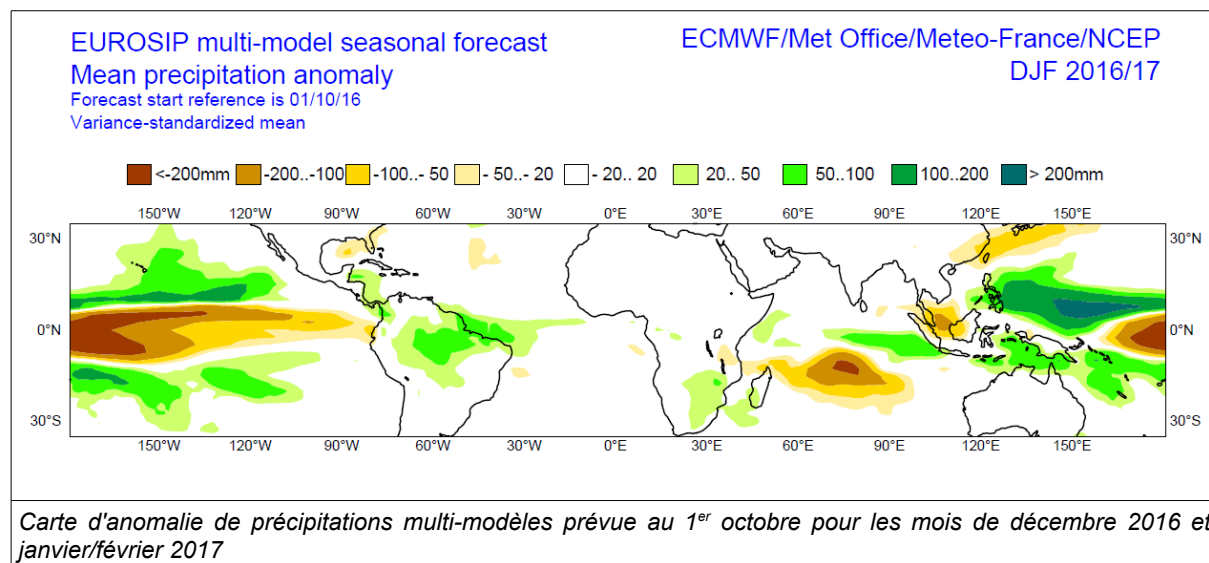 EUROSIP multi-model seasonal forecast
ECMWF/Met Office/Meteo-France/NCEP
Mean precipitation anomaly
DJF 2016/17
Forecast start reference is 01/10/16
Variance-standardized mean
<-200mm -200..-100 -100..- 50 - 50..- 20 - 20.. 20 20.. 50 50..100 100..200 > 200mm
150°W 120°W 90°W 60°W 30°W 0°E 30°E 60°E 90°E 120°E 150°E
30°N 30°N
0°N 0°N
30°S 30°S
150°W 120°W 90°W 60°W 30°W 0°E 30°E 60°E 90°E 120°E 150°E
Carte d'anomalie de précipitations multi-modèles prévue au 1er octobre pour les mois de décembre 2016 et
janvier/février 2017